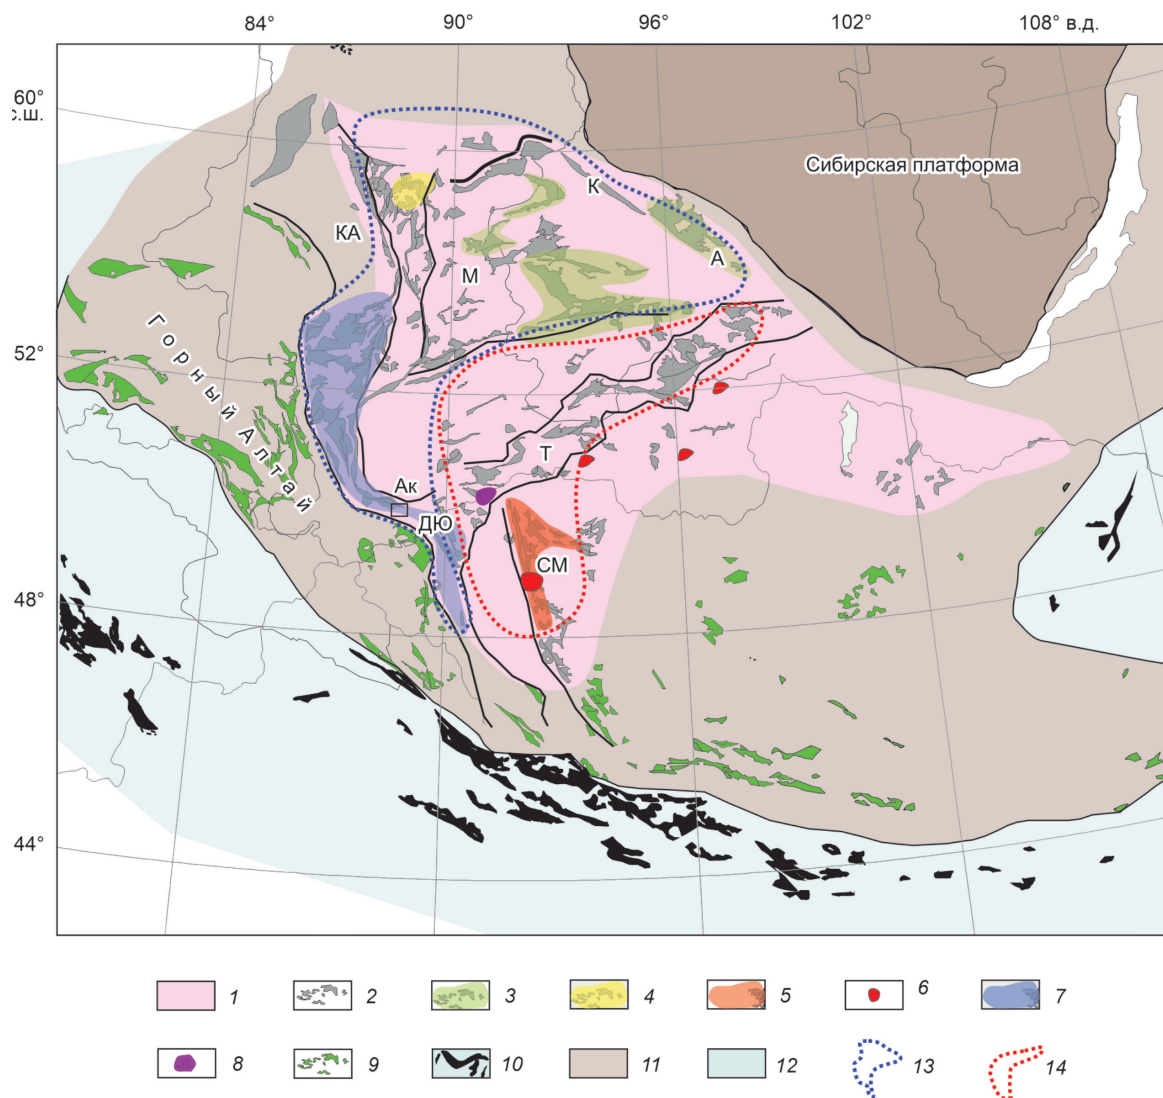 84° 90° 96° 102° 108° в.д.
60°
с.ш.
Сибирская платформа
К
КА
А
М
52°
Горный Алтай
Т
Ак
ДЮ
СМ
48°
44°
1 2 3 4 5 6 7
8 9 10 11 12 13 14